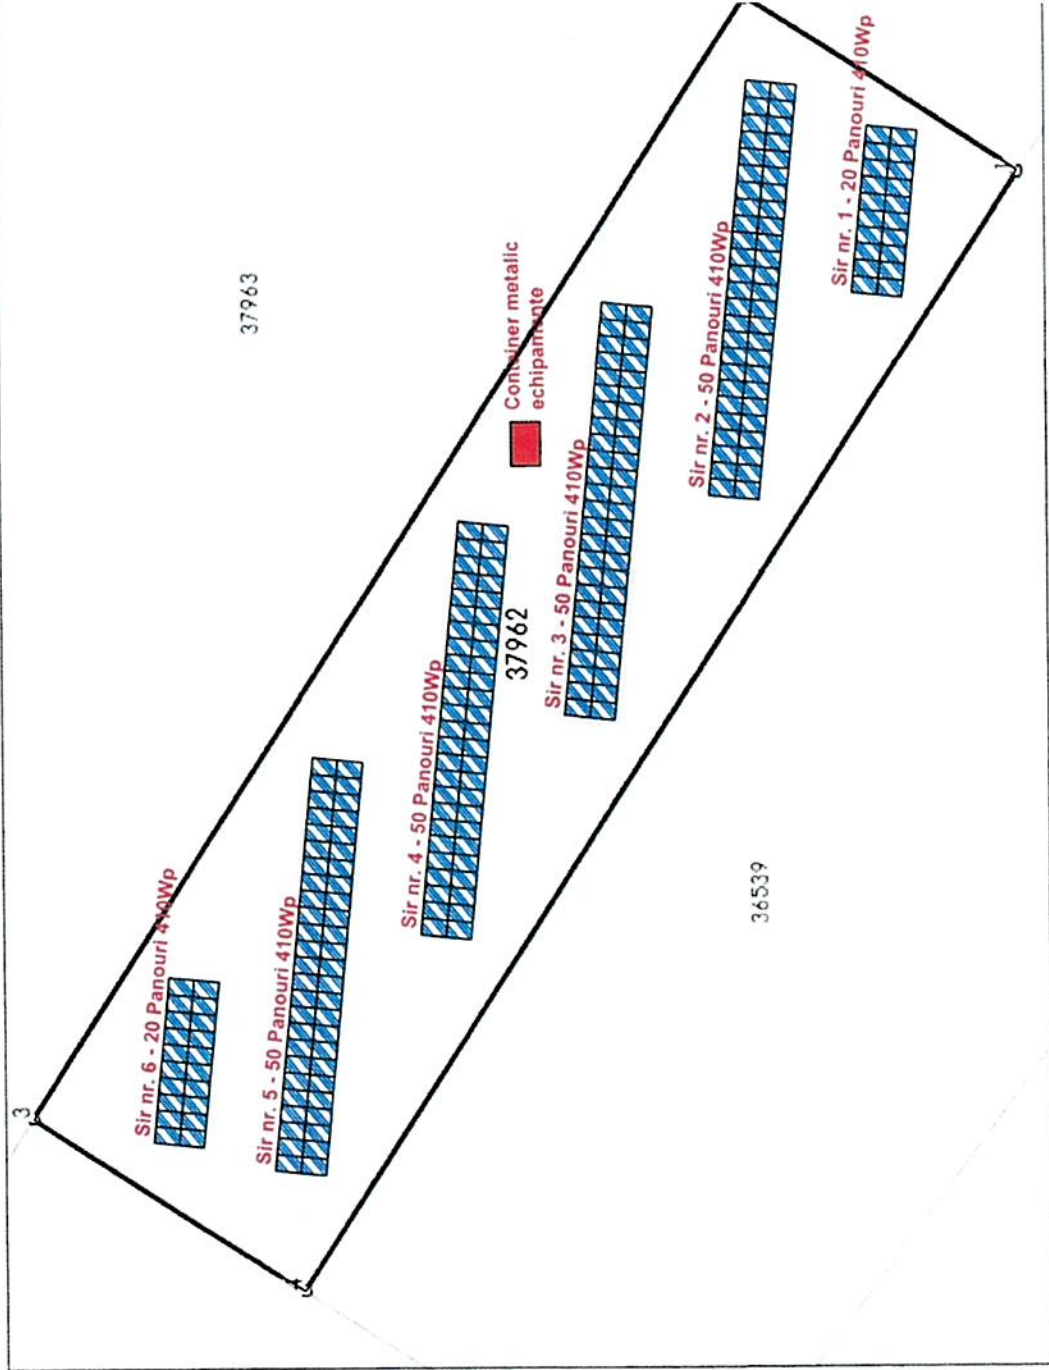 3
Sir nr. 6 - 20 Panouri 410Wp
37963
Sir nr. 5 - 50 Panouri 410Wp
Sir nr. 4 - 50 Panouri 410Wp
Container metalic
echipamente
37962
Sir nr. 3 - 50 Panouri 410Wp
Sir nr. 2 - 50 Panouri 410Wp
36539
Sir nr. 1 - 20 Panouri 410Wp